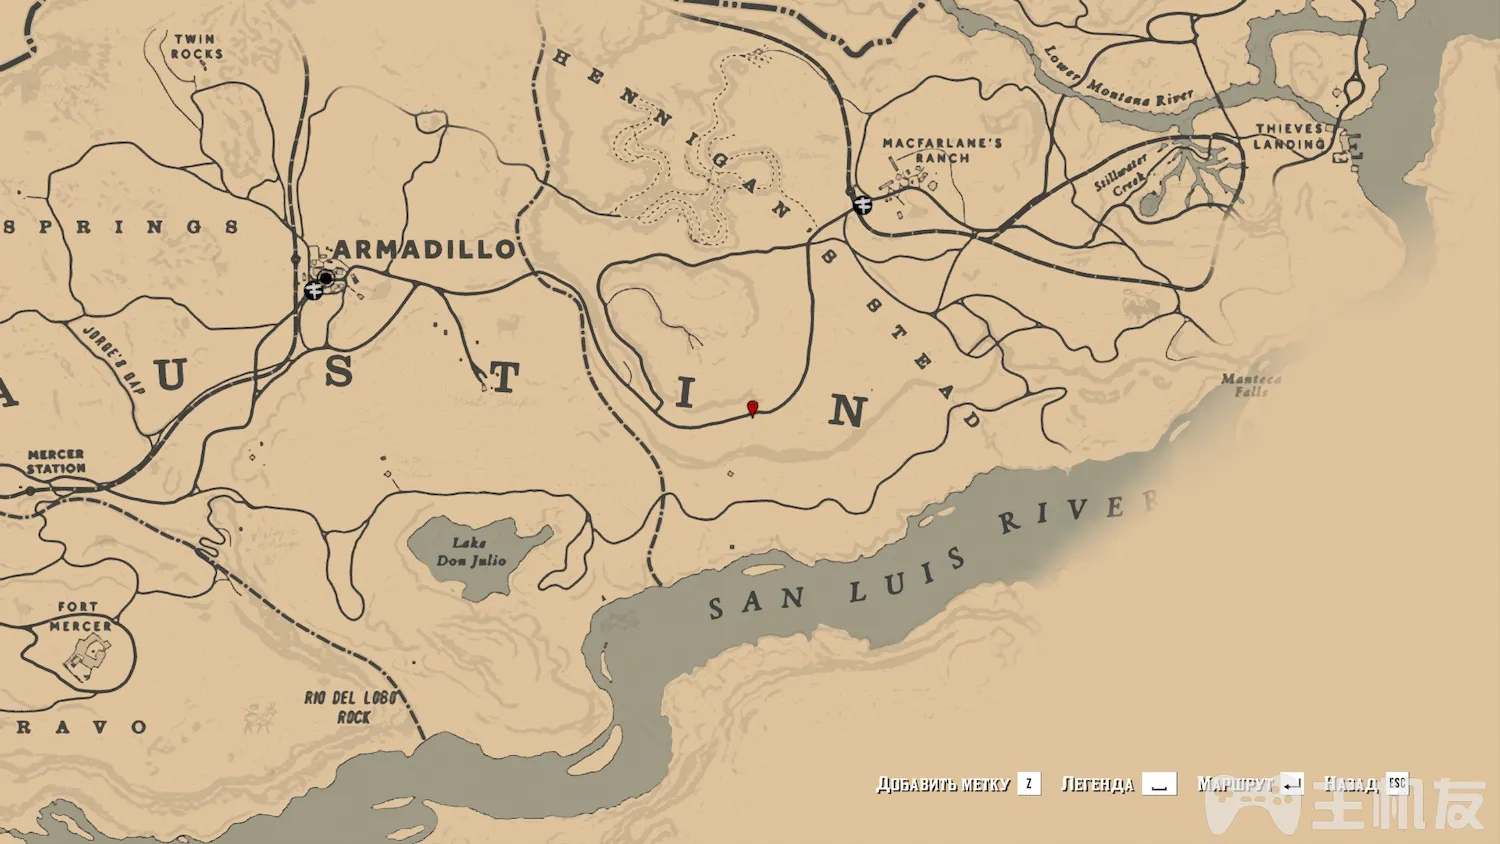 TWIN
ROCKS
HENNIGAN'S STEAD
Lower Montana River
THIEVES
LANDING
MACFARLANE'S
RANCH
Stillwater
Creek
SPRINGS
ARMADILLO
JORGE'S GAP
AUSTIN
Manteca
Falls
MERCER
STATION
Lake
Don Julio
SAN LUIS RIVER
FORT
MERCER
RIO DEL LOBO
ROCK
RAVO
Добавить метку Z
Легенда
Маршрут
Назад ESC
主机友